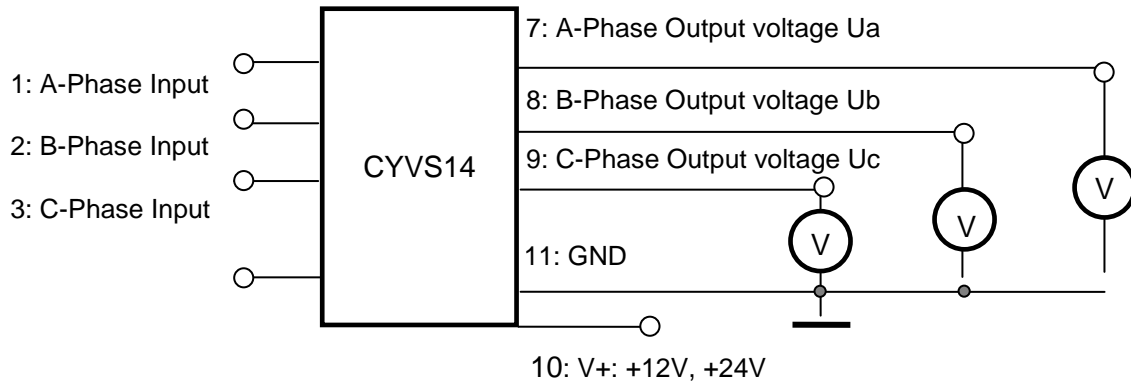 7: A-Phase Output voltage Ua
1: A-Phase Input
8: B-Phase Output voltage Ub
2: B-Phase Input
CYVS14
9: C-Phase Output voltage Uc
3: C-Phase Input
V
V
V
11: GND
10: V+: +12V, +24V